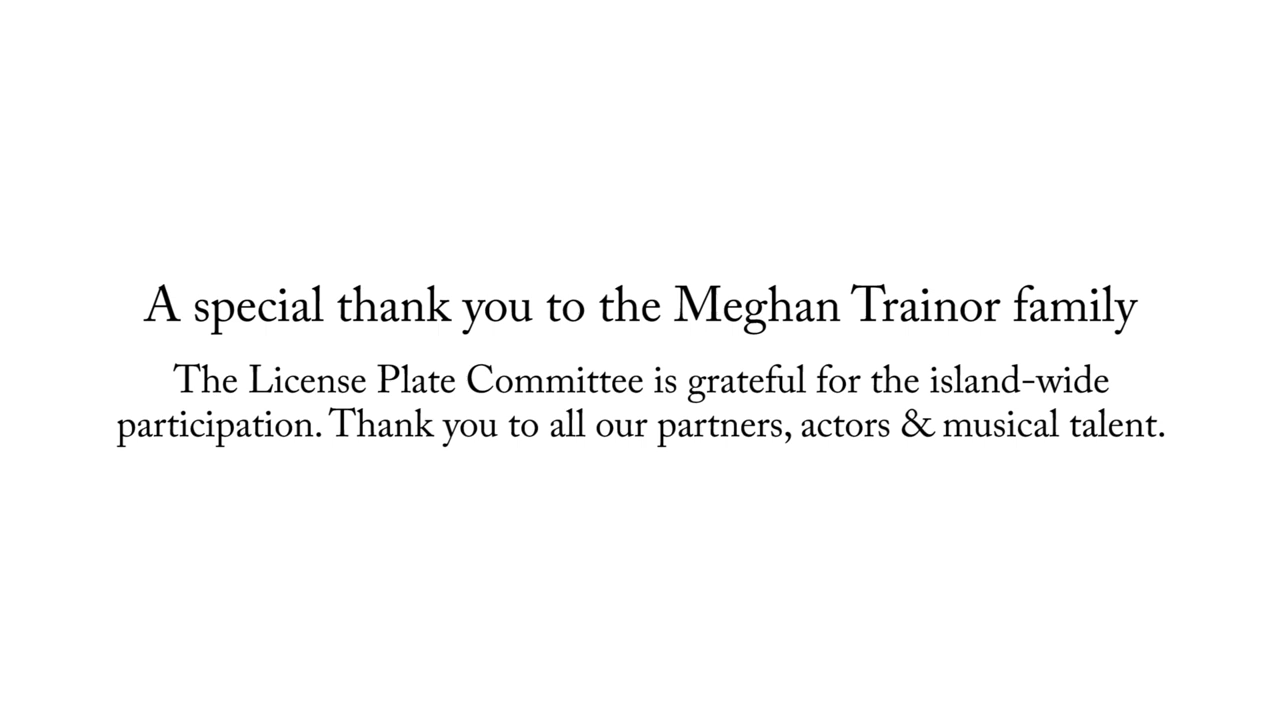 A special thank you to the Meghan Trainor family
The License Plate Committee is grateful for the island-wide
participation. Thank you to all our partners, actors & musical talent.